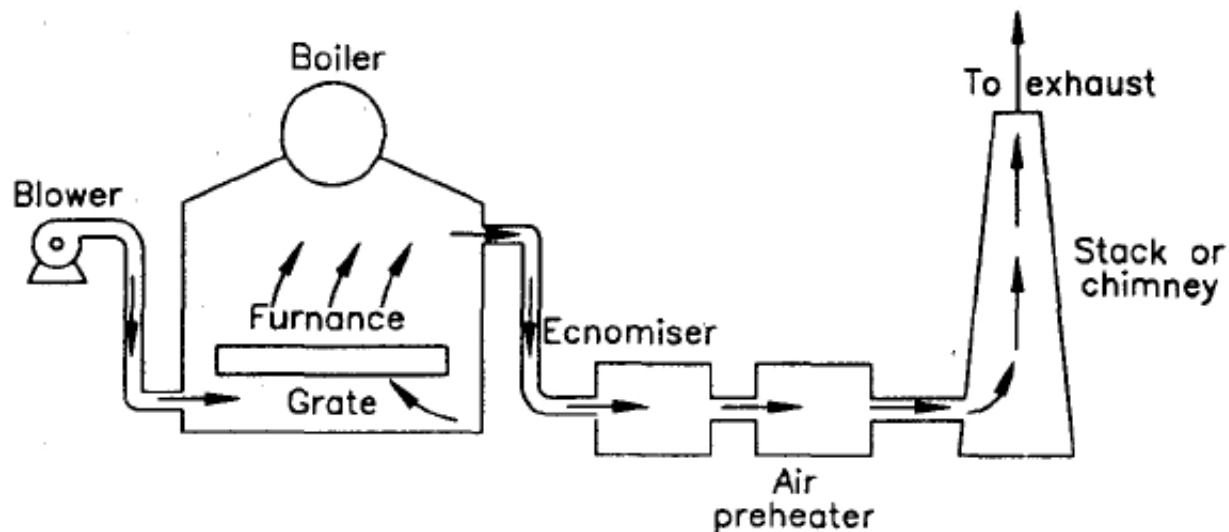 Boiler
To exhaust
Blower
Stack or
chimney
Furnance
Ecnomiser
Grate
Air
preheater